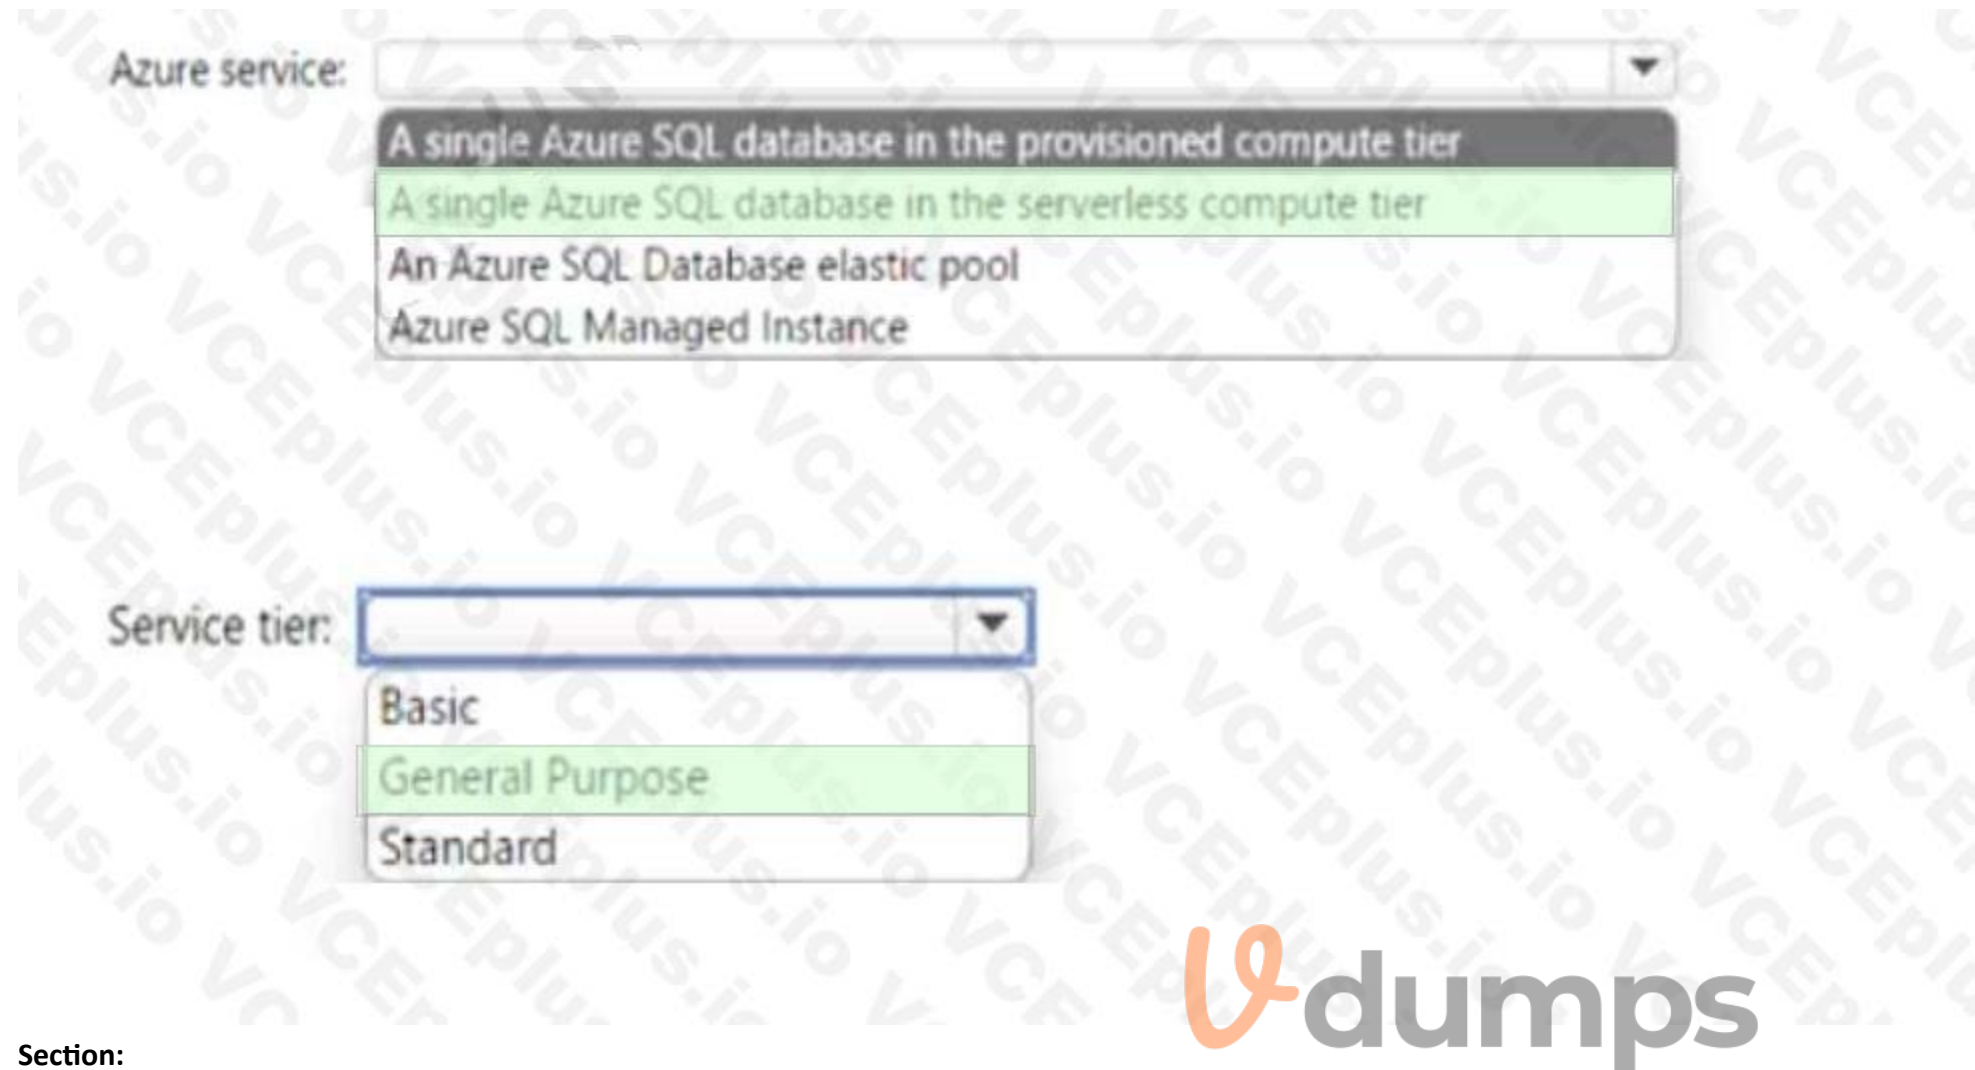 Azure service:
A single Azure SQL database in the provisioned compute tier
A single Azure SQL database in the serverless compute tier
An Azure SQL Database elastic pool
Azure SQL Managed Instance
Service tier:
Basic
General Purpose
Standard
Vdumps
Section: